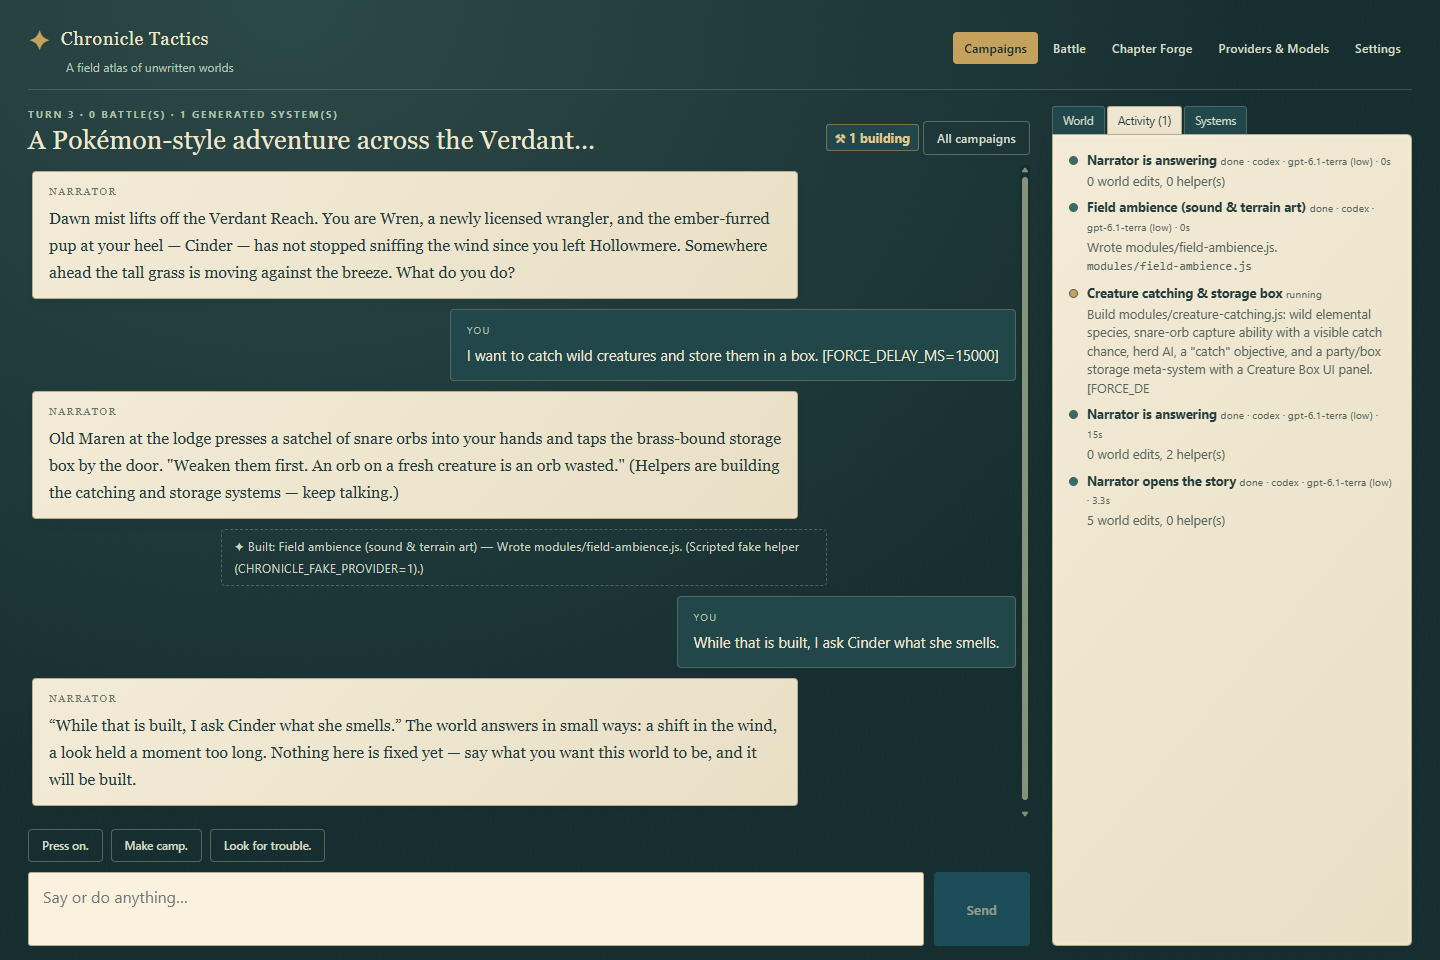 Chronicle Tactics
A field atlas of unwritten worlds
Campaigns
Battle
Chapter Forge
Providers & Models
Settings
TURN 3 · 0 BATTLE(S) · 1 GENERATED SYSTEM(S)
A Pokémon-style adventure across the Verdant…
⚒ 1 building
All campaigns
NARRATOR
Dawn mist lifts off the Verdant Reach. You are Wren, a newly licensed wrangler, and the ember-furred
pup at your heel — Cinder — has not stopped sniffing the wind since you left Hollowmere. Somewhere
ahead the tall grass is moving against the breeze. What do you do?
YOU
I want to catch wild creatures and store them in a box. [FORCE_DELAY_MS=15000]
NARRATOR
Old Maren at the lodge presses a satchel of snare orbs into your hands and taps the brass-bound storage
box by the door. "Weaken them first. An orb on a fresh creature is an orb wasted." (Helpers are building
the catching and storage systems — keep talking.)
✦ Built: Field ambience (sound & terrain art) — Wrote modules/field-ambience.js. (Scripted fake helper
(CHRONICLE_FAKE_PROVIDER=1).)
YOU
While that is built, I ask Cinder what she smells.
NARRATOR
“While that is built, I ask Cinder what she smells.” The world answers in small ways: a shift in the wind,
a look held a moment too long. Nothing here is fixed yet — say what you want this world to be, and it
will be built.
Press on.
Make camp.
Look for trouble.
Say or do anything…
Send
World
Activity (1)
Systems
Narrator is answering done · codex · gpt-6.1-terra (low) · 0s
0 world edits, 0 helper(s)
Field ambience (sound & terrain art) done · codex ·
gpt-6.1-terra (low) · 0s
Wrote modules/field-ambience.js.
modules/field-ambience.js
Creature catching & storage box running
Build modules/creature-catching.js: wild elemental
species, snare-orb capture ability with a visible catch
chance, herd AI, a "catch" objective, and a party/box
storage meta-system with a Creature Box UI panel.
[FORCE_DE
Narrator is answering done · codex · gpt-6.1-terra (low) ·
15s
0 world edits, 2 helper(s)
Narrator opens the story done · codex · gpt-6.1-terra (low)
· 3.3s
5 world edits, 0 helper(s)